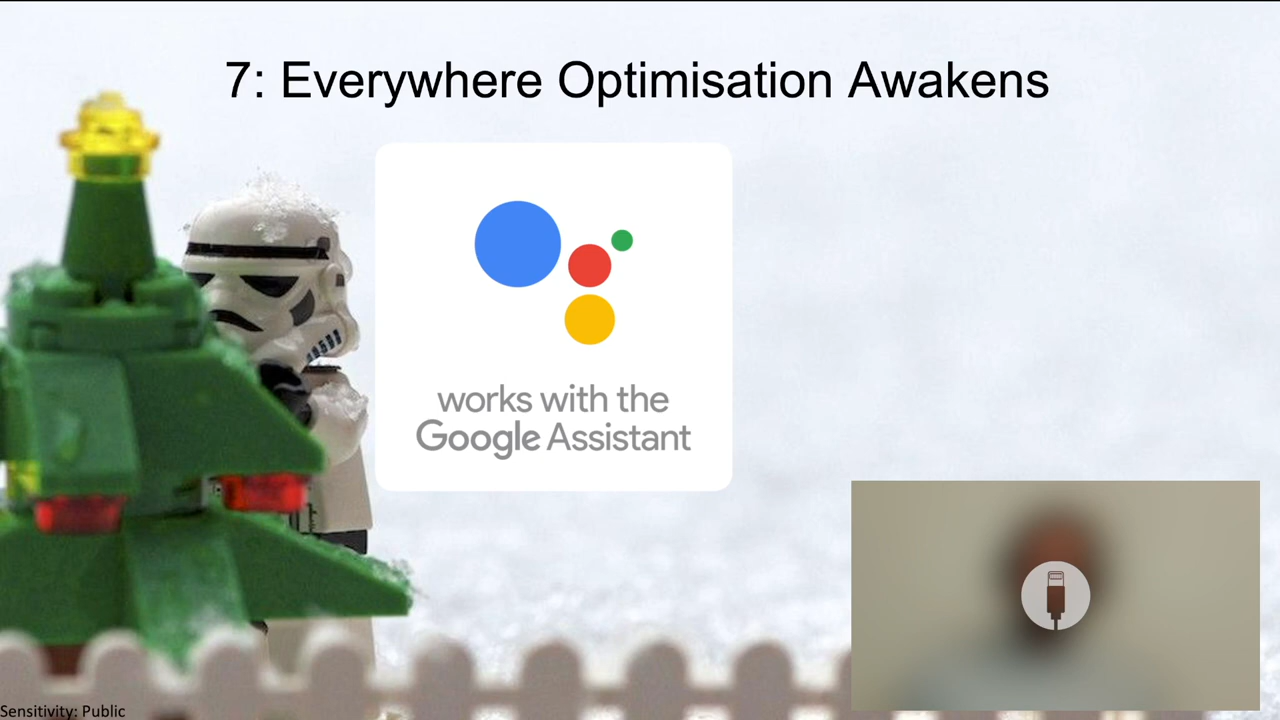 7: Everywhere Optimisation Awakens
works with the
Google Assistant
Sensitivity: Public